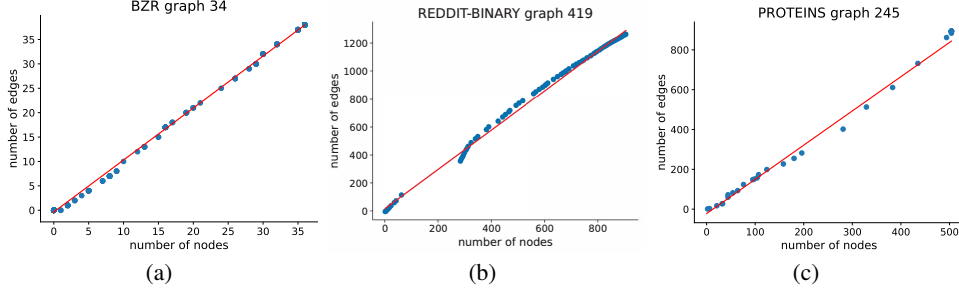 BZR graph 34
35
30
25
20
15
10
5
0
number of edges
0 5 10 15 20 25 30 35
number of nodes
(a)
REDDIT-BINARY graph 419
1200
1000
800
600
400
200
0
number of edges
0 200 400 600 800
number of nodes
(b)
PROTEINS graph 245
800
600
400
200
0
number of edges
0 100 200 300 400 500
number of nodes
(c)